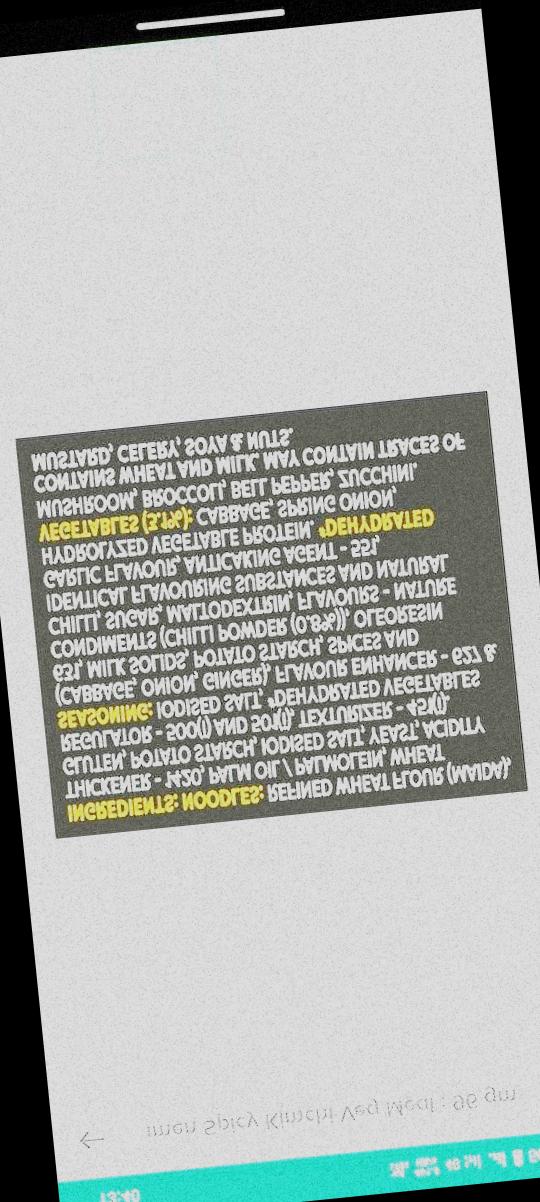 13:40
imen Spicy Kimchi Veg Meal : 96 gm
INGREDIENTS: NOODLES: REFINED WHEAT FLOUR (MAIDA),
THICKENER - 1420, PALM OIL / PALMOLEIN, WHEAT
GLUTEN, POTATO STARCH, IODISED SALT, YEAST, ACIDITY
REGULATOR - 500(I) AND 501(I), TEXTURIZER - 451(I).
SEASONING: IODISED SALT, *DEHYDRATED VEGETABLES
(CABBAGE, ONION, GINGER), FLAVOUR ENHANCER - 627 &
631, MILK SOLIDS, POTATO STARCH, SPICES AND
CONDIMENTS (CHILLI POWDER (0.8%)), OLEORESIN
CHILLI, SUGAR, MALTODEXTRIN, FLAVOURS - NATURE
IDENTICAL FLAVOURING SUBSTANCES AND NATURAL
GARLIC FLAVOUR, ANTICAKING AGENT - 551,
HYDROLYZED VEGETABLE PROTEIN. *DEHYDRATED
VEGETABLES (3.1%): CABBAGE, SPRING ONION,
MUSHROOM, BROCCOLI, BELL PEPPER, ZUCCHINI.
CONTAINS WHEAT AND MILK. MAY CONTAIN TRACES OF
MUSTARD, CELERY, SOYA & NUTS.